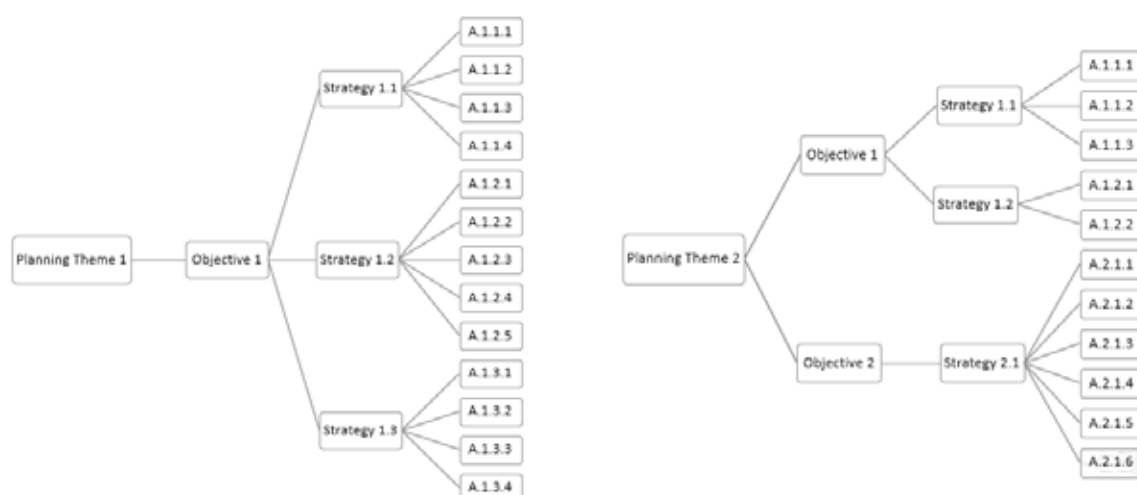 Planning Theme 1
Objective 1
Strategy 1.1
A.1.1.1
A.1.1.2
A.1.1.3
A.1.1.4
Strategy 1.2
A.1.2.1
A.1.2.2
A.1.2.3
A.1.2.4
A.1.2.5
Strategy 1.3
A.1.3.1
A.1.3.2
A.1.3.3
A.1.3.4
Planning Theme 2
Objective 1
Strategy 1.1
A.1.1.1
A.1.1.2
A.1.1.3
Strategy 1.2
A.1.2.1
A.1.2.2
Objective 2
Strategy 2.1
A.2.1.1
A.2.1.2
A.2.1.3
A.2.1.4
A.2.1.5
A.2.1.6